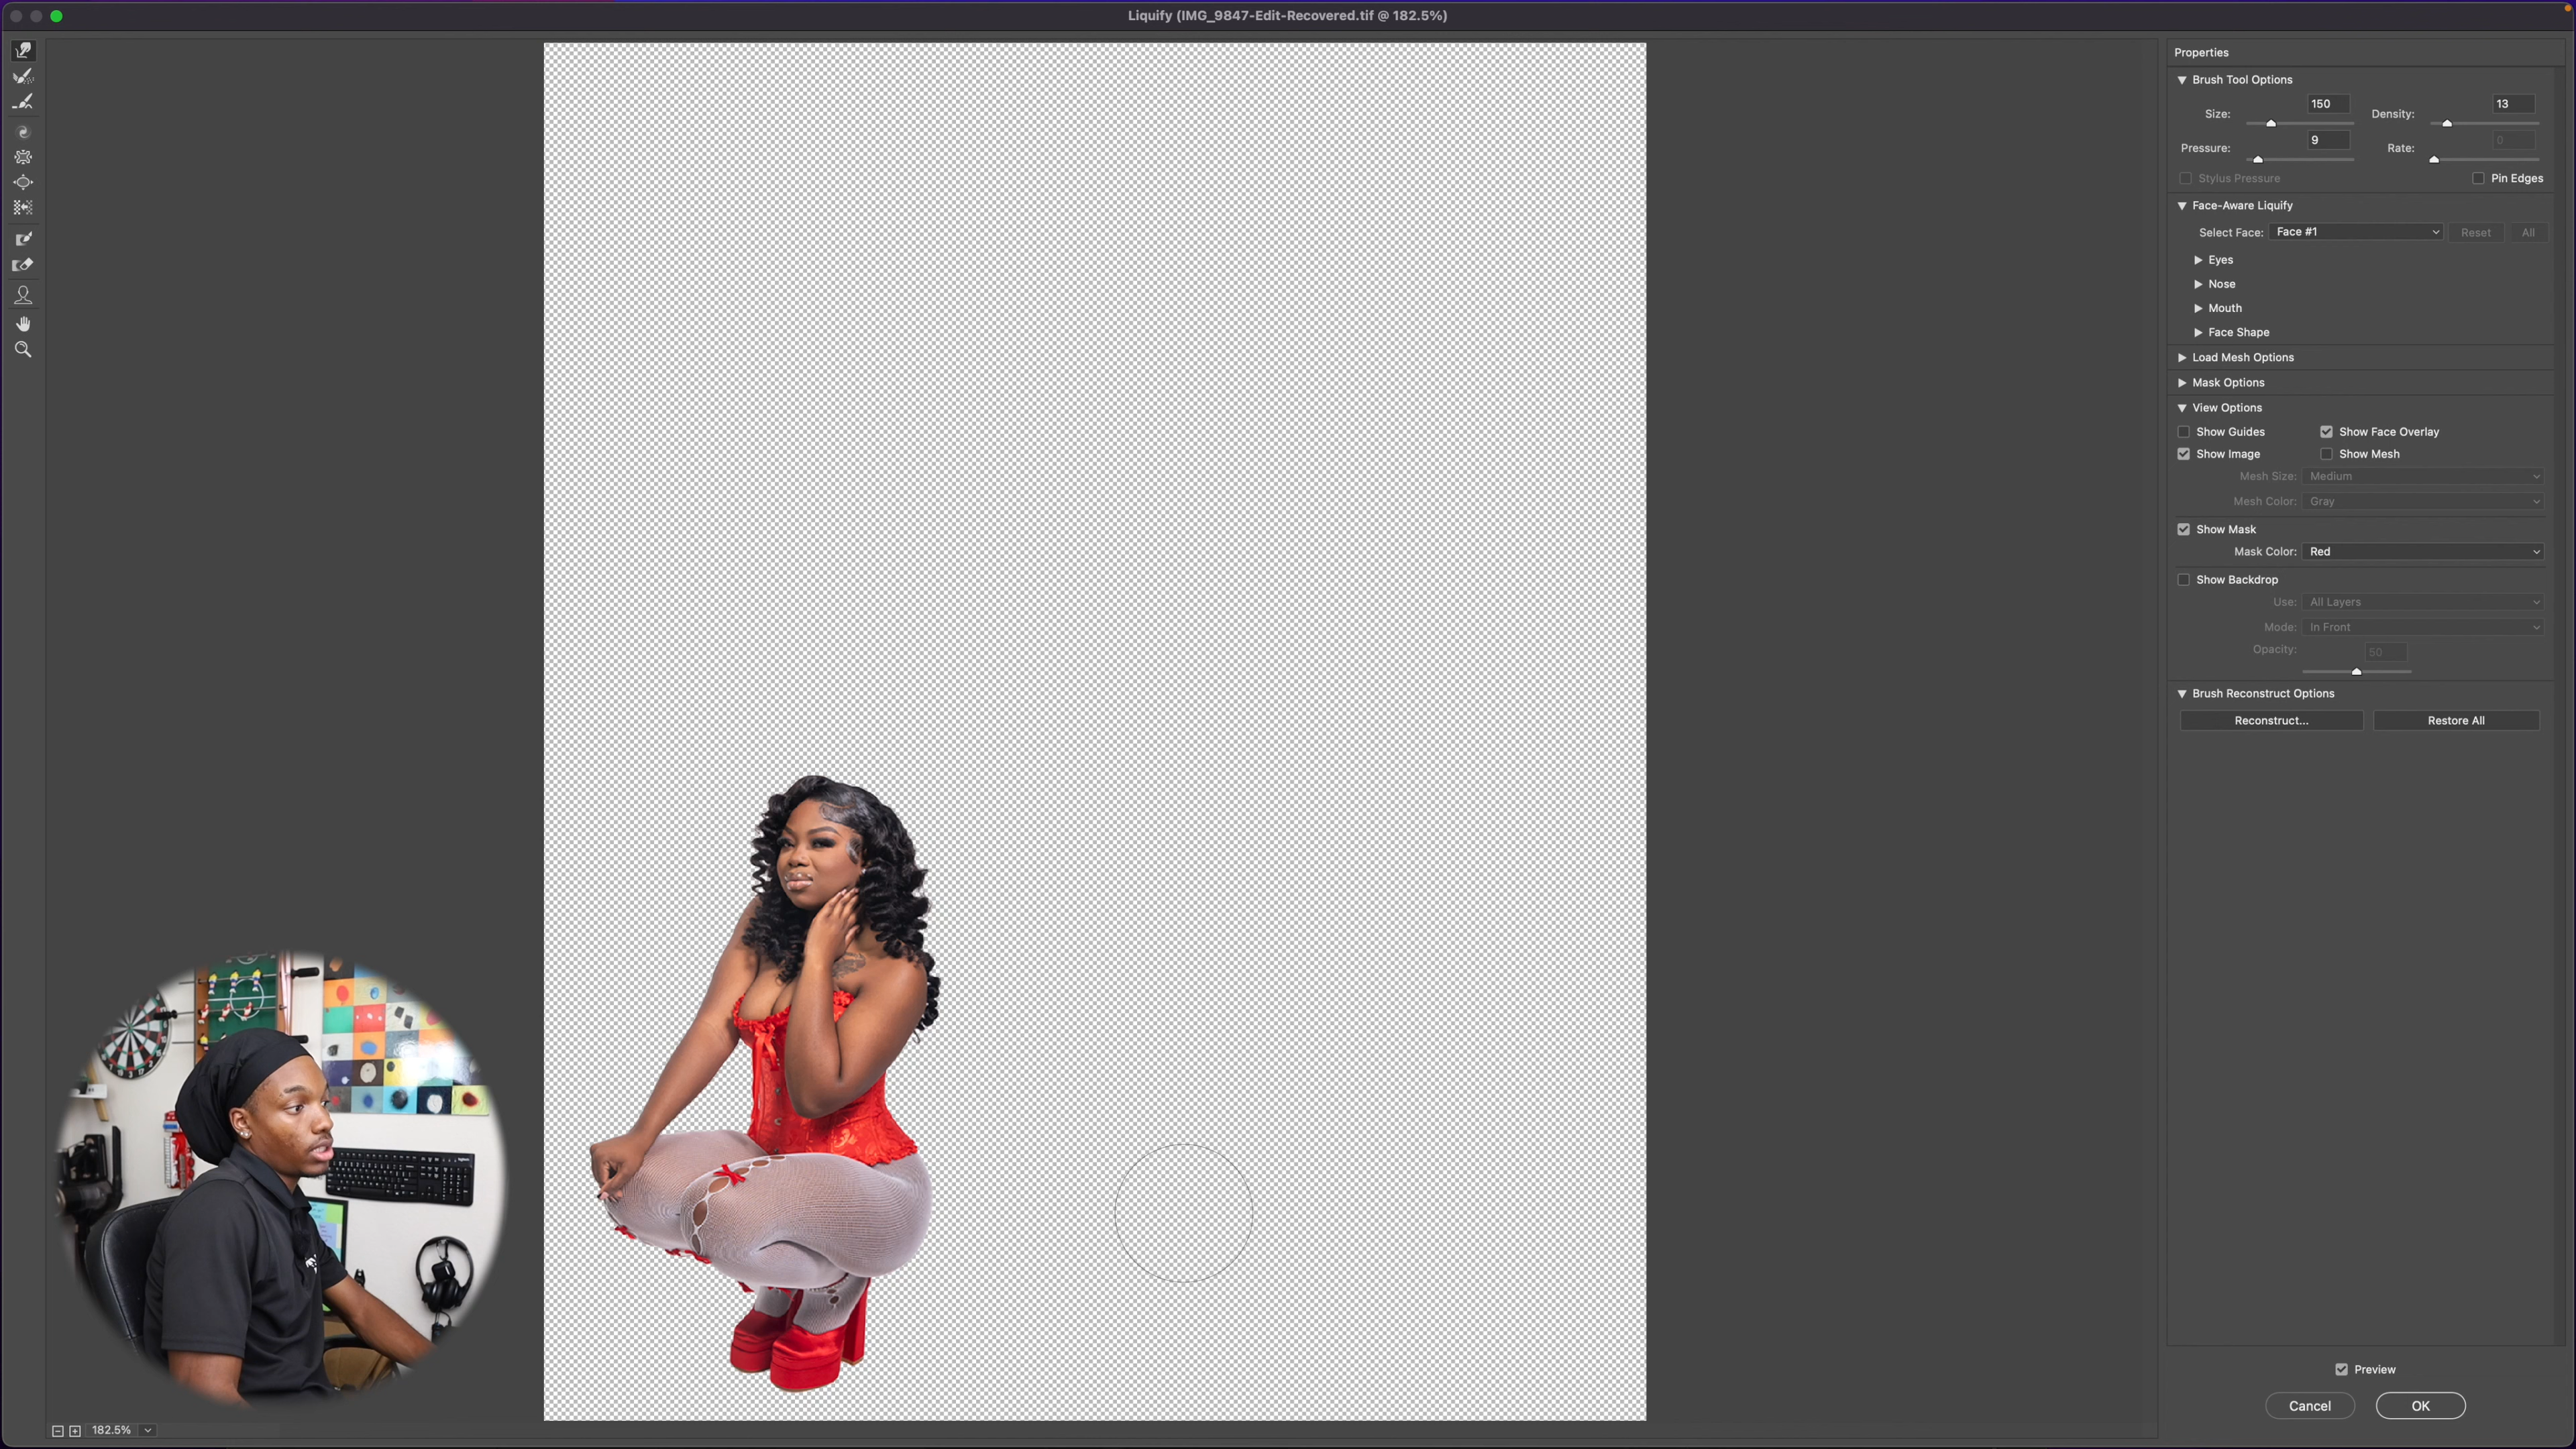 Liquify (IMG_9847-Edit-Recovered.tif @ 182.5%)
Properties
Brush Tool Options
Size: 150 Density: 13
Pressure: 9 Rate: 0
Stylus Pressure Pin Edges
Face-Aware Liquify
Select Face: Face #1 Reset All
Eyes
Nose
Mouth
Face Shape
Load Mesh Options
Mask Options
View Options
Show Guides Show Face Overlay
Show Image Show Mesh
Mesh Size: Medium
Mesh Color: Gray
Show Mask
Mask Color: Red
Show Backdrop
Use: All Layers
Mode: In Front
Opacity: 50
Brush Reconstruct Options
Reconstruct... Restore All
Preview
Cancel OK
182.5%